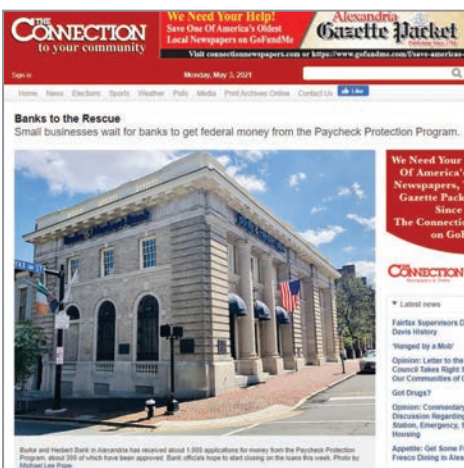 THE
CONNECTION
to your community
We Need Your Help!
Save One Of America's Oldest
Local Newspapers on GoFundMe
Alexandria
Gazette Packet
Visit connectionnewspapers.com or https://www.gofundme.com/f/save-americas-
Sign in
Monday, May 3, 2021
Home News Elections Sports Weather Polls Media Print Archives Online Contact Us Like
Banks to the Rescue
Small businesses wait for banks to get federal money from the Paycheck Protection Program.
We Need Your
Of America's
Newspapers,
Gazette Pack
Since
The Connectio
on Gol
THE
CONNECTION
Latest news
Fairfax Supervisors D
Davis History
'Hanged by a Mob'
Opinion: Letter to the
Council Takes Right S
Our Communities of C
Got Drugs?
Opinion: Commentary
Discussion Regarding
Station, Emergency,
Housing
Appetite: Get Some F
Fresco Dining in Alex
Burke and Herbert Bank in Alexandria has received about 1,000 applications for money from the Paycheck Protection
Program, about 300 of which have been approved. Bank officials hope to start closing on the loans this week. Photo by
Michael Lee Pope